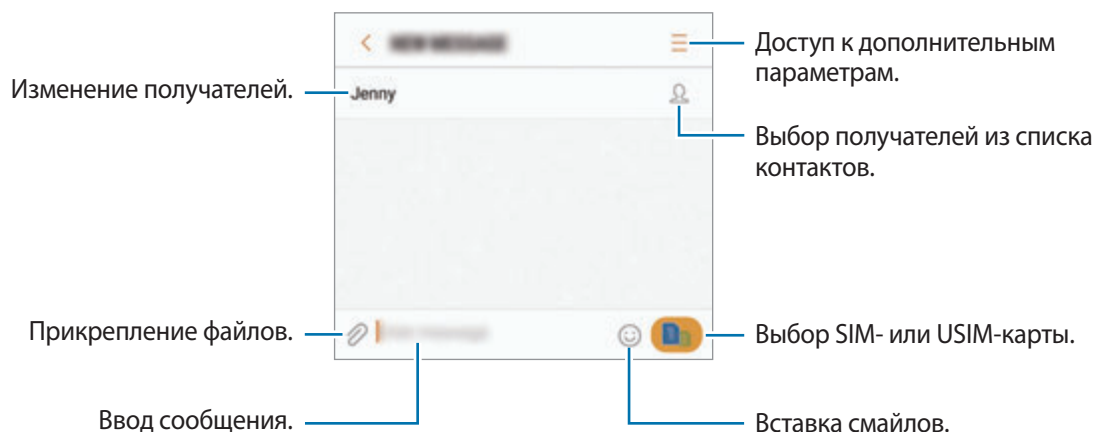 Доступ к дополнительным
параметрам.
Изменение получателей.
Jenny
Выбор получателей из списка
контактов.
Прикрепление файлов.
Выбор SIM- или USIM-карты.
Ввод сообщения.
Вставка смайлов.